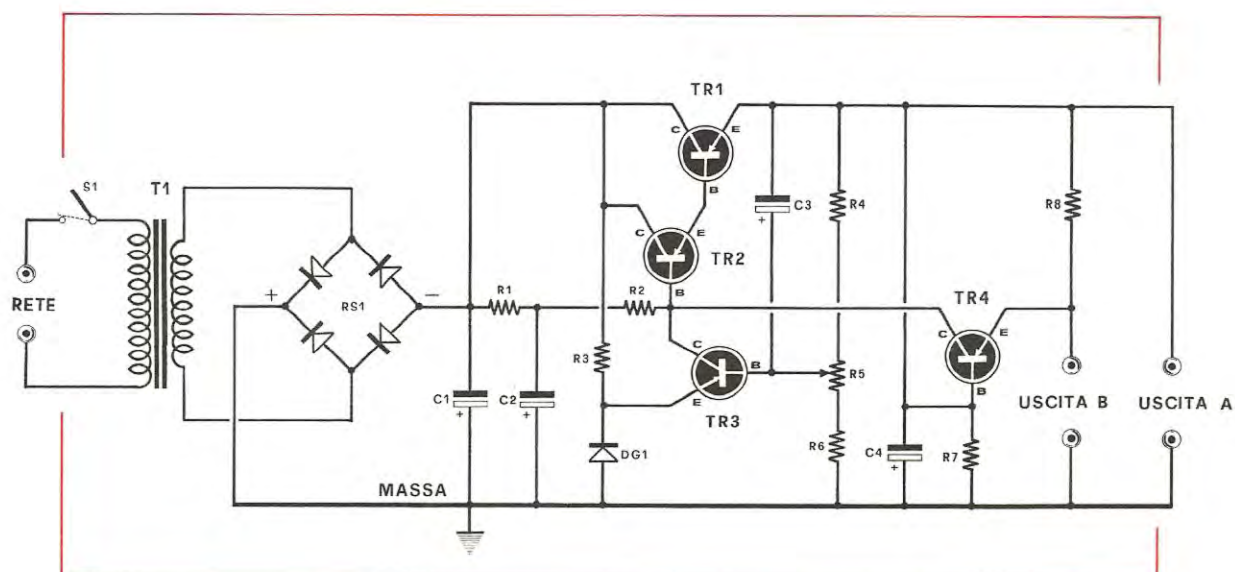 TR1
C
E
B
S1
T1
C3
+
R4
R8
C
E
TR2
B
RETE
+
RS1
−
R1
R2
TR4
C
E
R3
C
B
R5
E
TR3
B
C1
+
C2
+
USCITA B
USCITA A
DG1
R6
C4
+
R7
MASSA